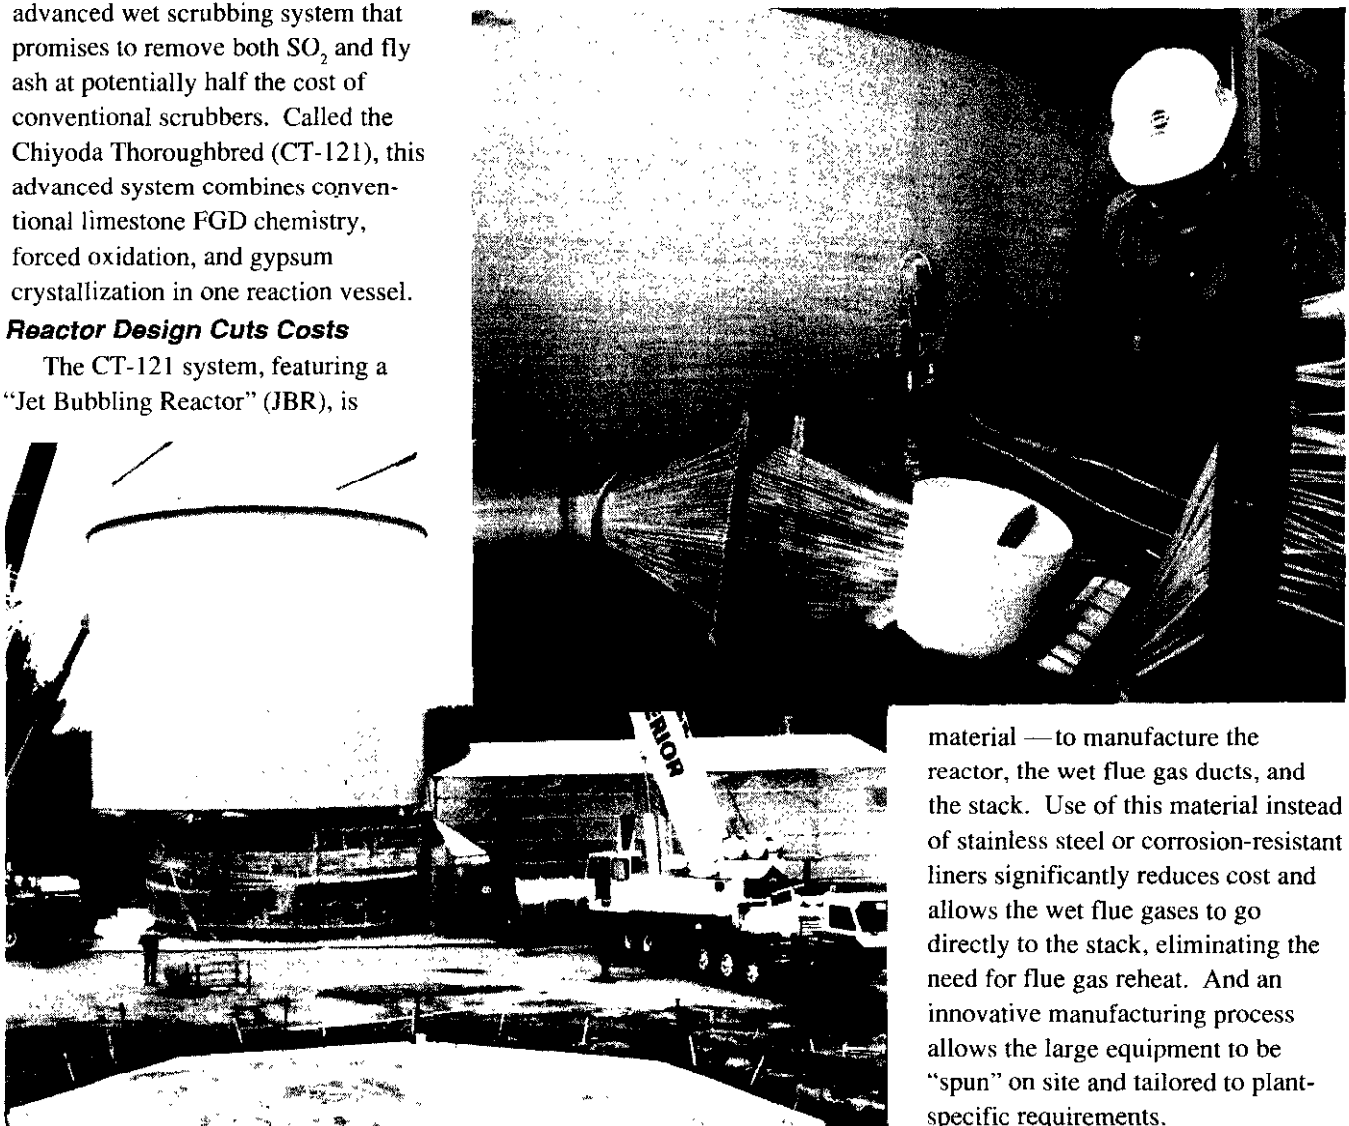 advanced wet scrubbing system that
promises to remove both SO₂ and fly
ash at potentially half the cost of
conventional scrubbers. Called the
Chiyoda Thoroughbred (CT-121), this
advanced system combines conven-
tional limestone FGD chemistry,
forced oxidation, and gypsum
crystallization in one reaction vessel.
Reactor Design Cuts Costs
The CT-121 system, featuring a
“Jet Bubbling Reactor” (JBR), is
ERIOR
material — to manufacture the
reactor, the wet flue gas ducts, and
the stack. Use of this material instead
of stainless steel or corrosion-resistant
liners significantly reduces cost and
allows the wet flue gases to go
directly to the stack, eliminating the
need for flue gas reheat. And an
innovative manufacturing process
allows the large equipment to be
“spun” on site and tailored to plant-
specific requirements.